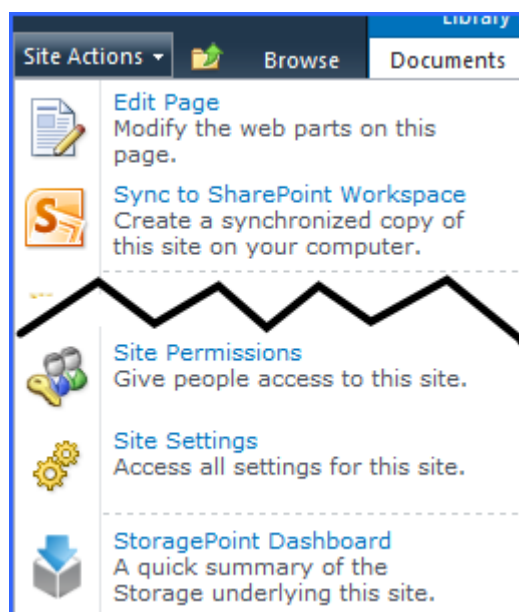 Library
Site Actions Browse Documents
Edit Page
Modify the web parts on this
page.
Sync to SharePoint Workspace
Create a synchronized copy of
this site on your computer.
Site Permissions
Give people access to this site.
Site Settings
Access all settings for this site.
StoragePoint Dashboard
A quick summary of the
Storage underlying this site.